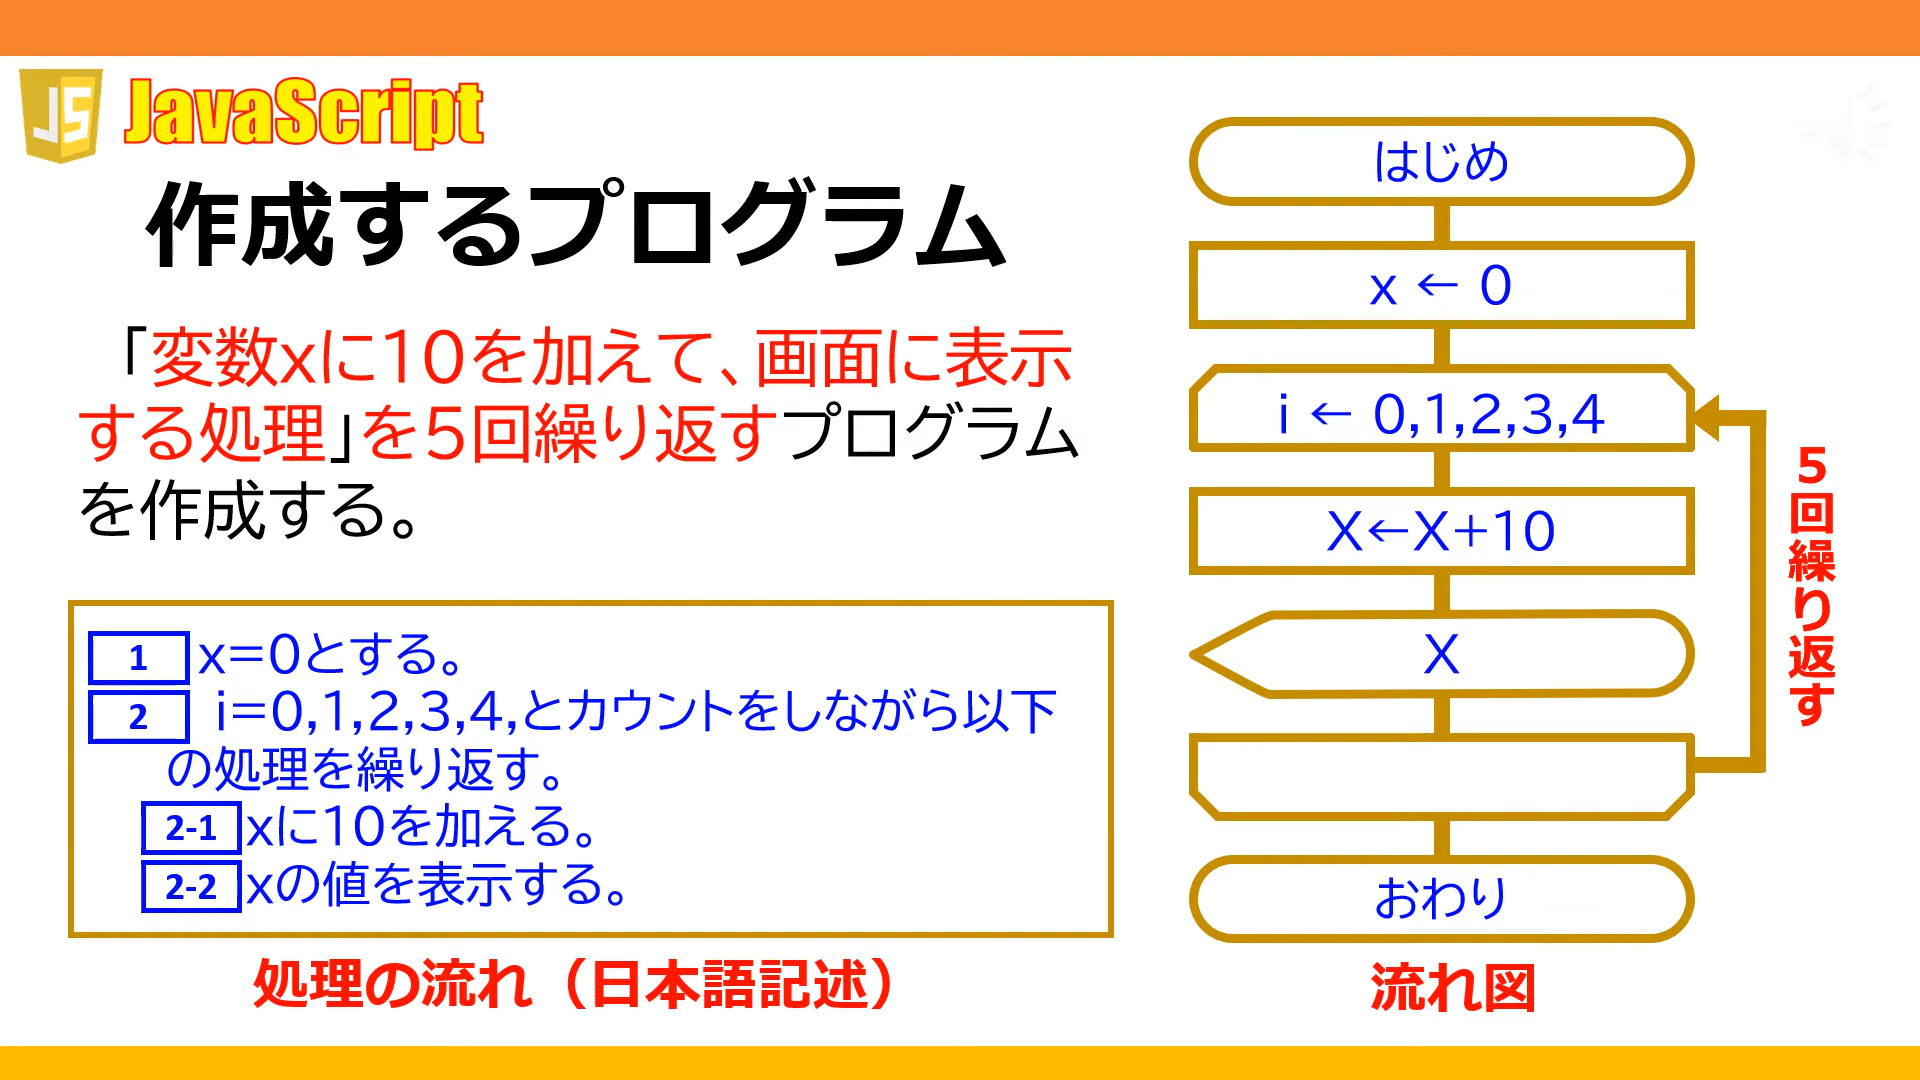 JS JavaScript
作成するプログラム
「変数xに10を加えて、画面に表示
する処理」を5回繰り返すプログラム
を作成する。
1 x=0とする。
2 i=0,1,2,3,4,とカウントをしながら以下
の処理を繰り返す。
2-1 xに10を加える。
2-2 xの値を表示する。
処理の流れ（日本語記述）
はじめ
x ← 0
i ← 0,1,2,3,4
X←X+10
X
おわり
5回繰り返す
流れ図